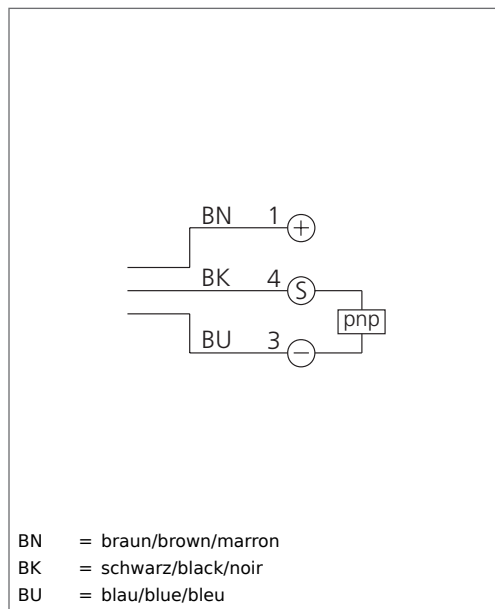 BN 1 +
BK 4 S
pnp
BU 3 −
BN = braun/brown/marron
BK = schwarz/black/noir
BU = blau/blue/bleu